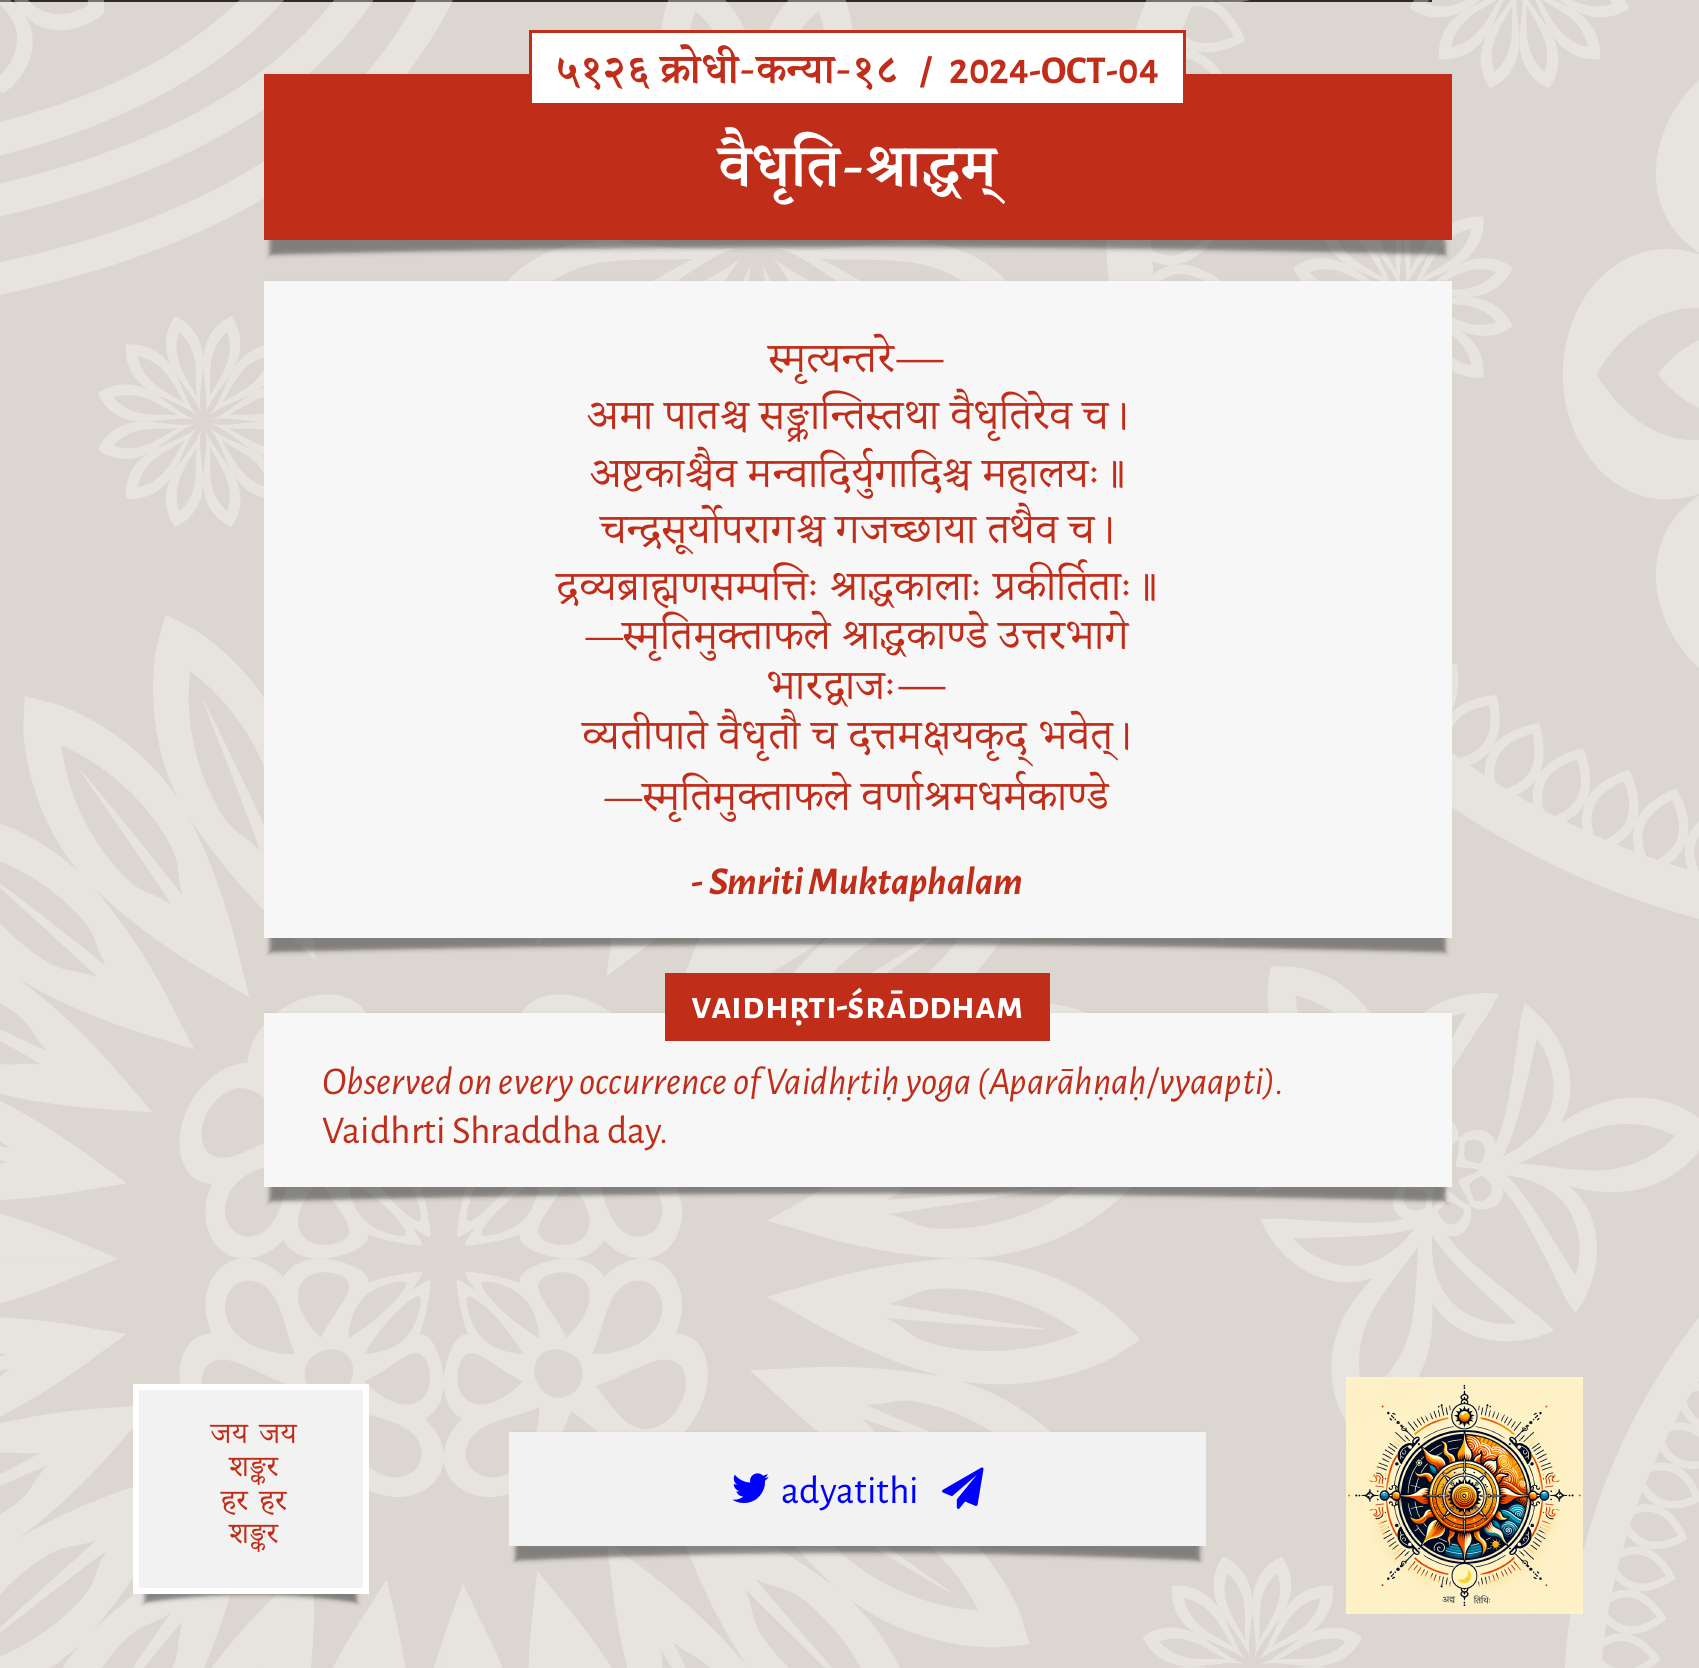 ५१२६ क्रोधी-कन्या-१८ / 2024-OCT-04
वैधृति-श्राद्धम्
स्मृत्यन्तरे—
अमा पातश्च सङ्क्रान्तिस्तथा वैधृतिरेव च।
अष्टकाश्चैव मन्वादिर्युगादिश्च महालयः॥
चन्द्रसूर्योपरागश्च गजच्छाया तथैव च।
द्रव्यब्राह्मणसम्पत्तिः श्राद्धकालाः प्रकीर्तिताः॥
—स्मृतिमुक्ताफले श्राद्धकाण्डे उत्तरभागे
भारद्वाजः—
व्यतीपाते वैधृतौ च दत्तमक्षयकृद् भवेत्।
—स्मृतिमुक्ताफले वर्णाश्रमधर्मकाण्डे
- Smriti Muktaphalam
VAIDHṚTI-ŚRĀDDHAM
Observed on every occurrence of Vaidhṛtiḥ yoga (Aparāhṇaḥ/vyaapti).
Vaidhrti Shraddha day.
जय जय
शङ्कर
हर हर
शङ्कर
adyatithi
अद्य तिथिः